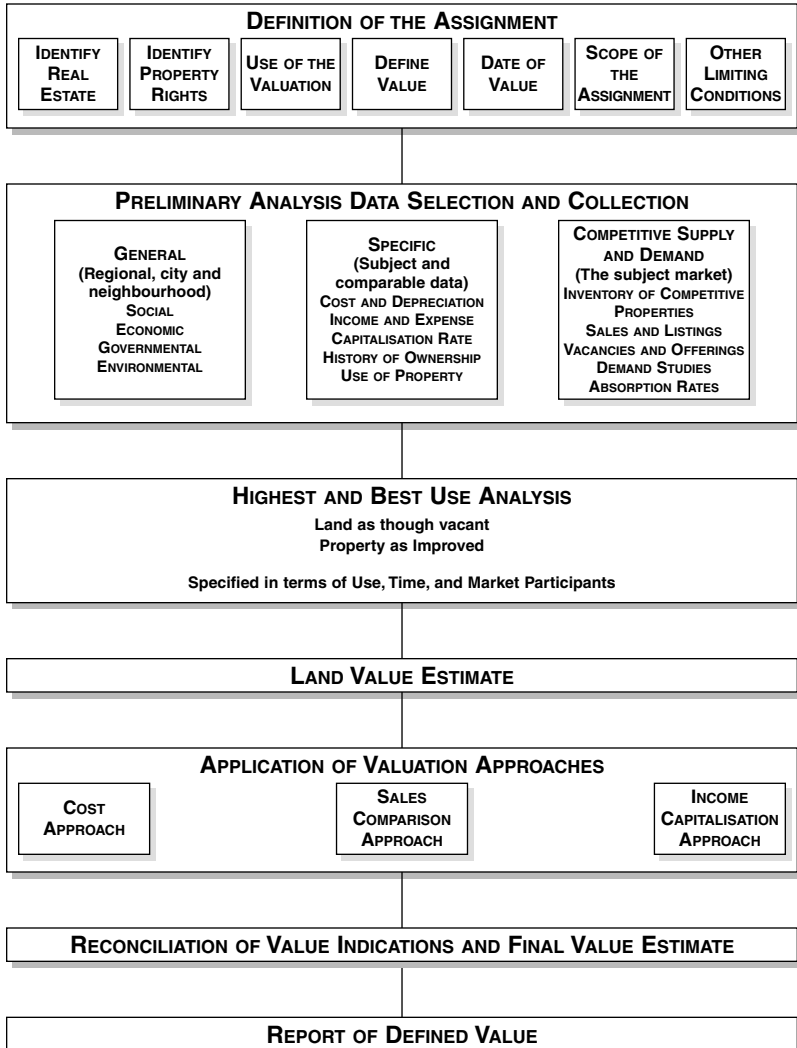 DEFINITION OF THE ASSIGNMENT
IDENTIFY
REAL
ESTATE
IDENTIFY
PROPERTY
RIGHTS
USE OF THE
VALUATION
DEFINE
VALUE
DATE OF
VALUE
SCOPE OF
THE
ASSIGNMENT
OTHER
LIMITING
CONDITIONS
PRELIMINARY ANALYSIS DATA SELECTION AND COLLECTION
GENERAL
(Regional, city and
neighbourhood)
SOCIAL
ECONOMIC
GOVERNMENTAL
ENVIRONMENTAL
SPECIFIC
(Subject and
comparable data)
COST AND DEPRECIATION
INCOME AND EXPENSE
CAPITALISATION RATE
HISTORY OF OWNERSHIP
USE OF PROPERTY
COMPETITIVE SUPPLY
AND DEMAND
(The subject market)
INVENTORY OF COMPETITIVE
PROPERTIES
SALES AND LISTINGS
VACANCIES AND OFFERINGS
DEMAND STUDIES
ABSORPTION RATES
HIGHEST AND BEST USE ANALYSIS
Land as though vacant
Property as Improved
Specified in terms of Use, Time, and Market Participants
LAND VALUE ESTIMATE
APPLICATION OF VALUATION APPROACHES
COST
APPROACH
SALES
COMPARISON
APPROACH
INCOME
CAPITALISATION
APPROACH
RECONCILIATION OF VALUE INDICATIONS AND FINAL VALUE ESTIMATE
REPORT OF DEFINED VALUE